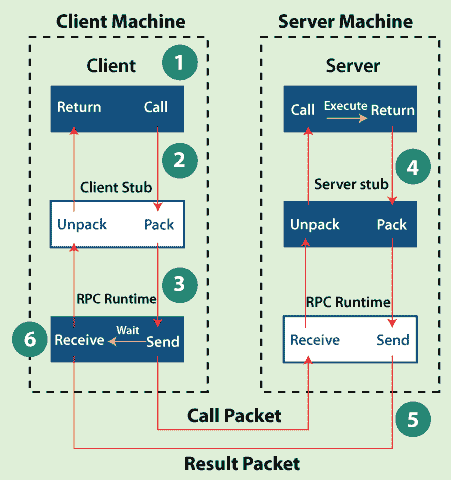 Client Machine
Server Machine
Client
1
Server
Return Call
Call Execute Return
2
4
Client Stub
Server stub
Unpack Pack
Unpack Pack
3
RPC Runtime
RPC Runtime
6
Receive Wait Send
Receive Send
Call Packet
5
Result Packet